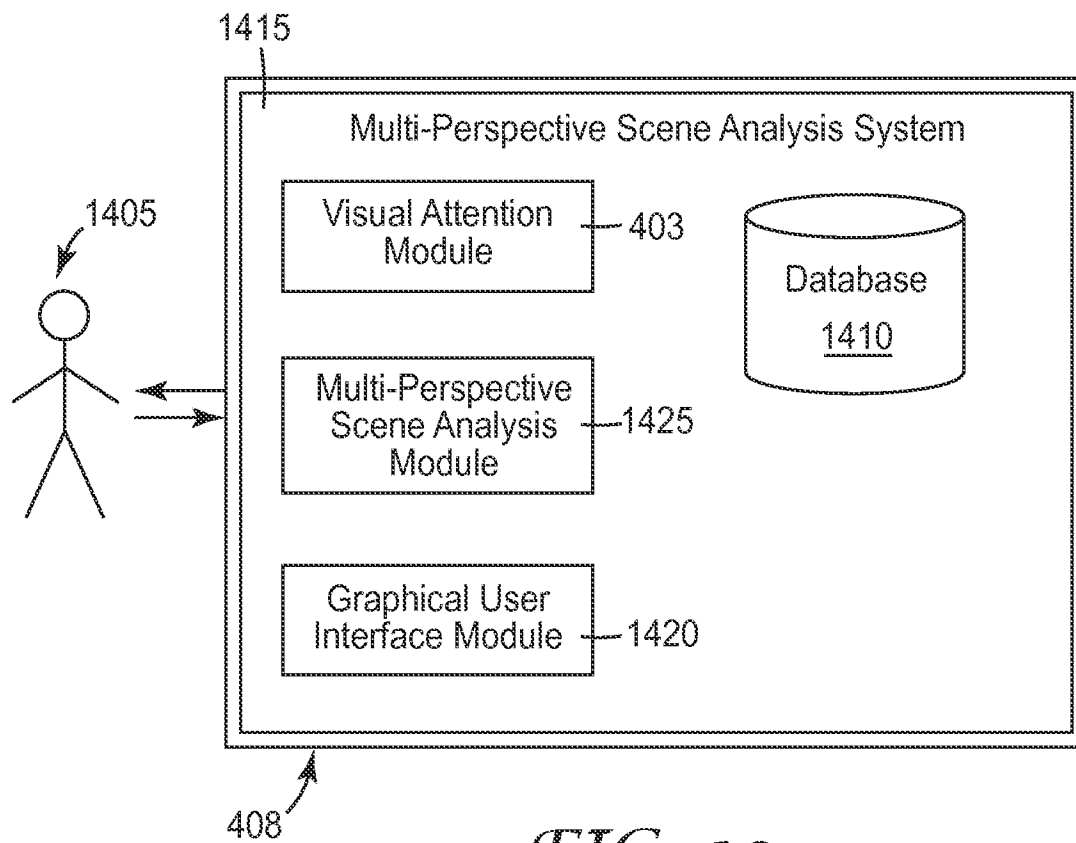 1415
Multi-Perspective Scene Analysis System
1405
Visual Attention
Module
403
Database
1410
Multi-Perspective
Scene Analysis
Module
1425
Graphical User
Interface Module
1420
408